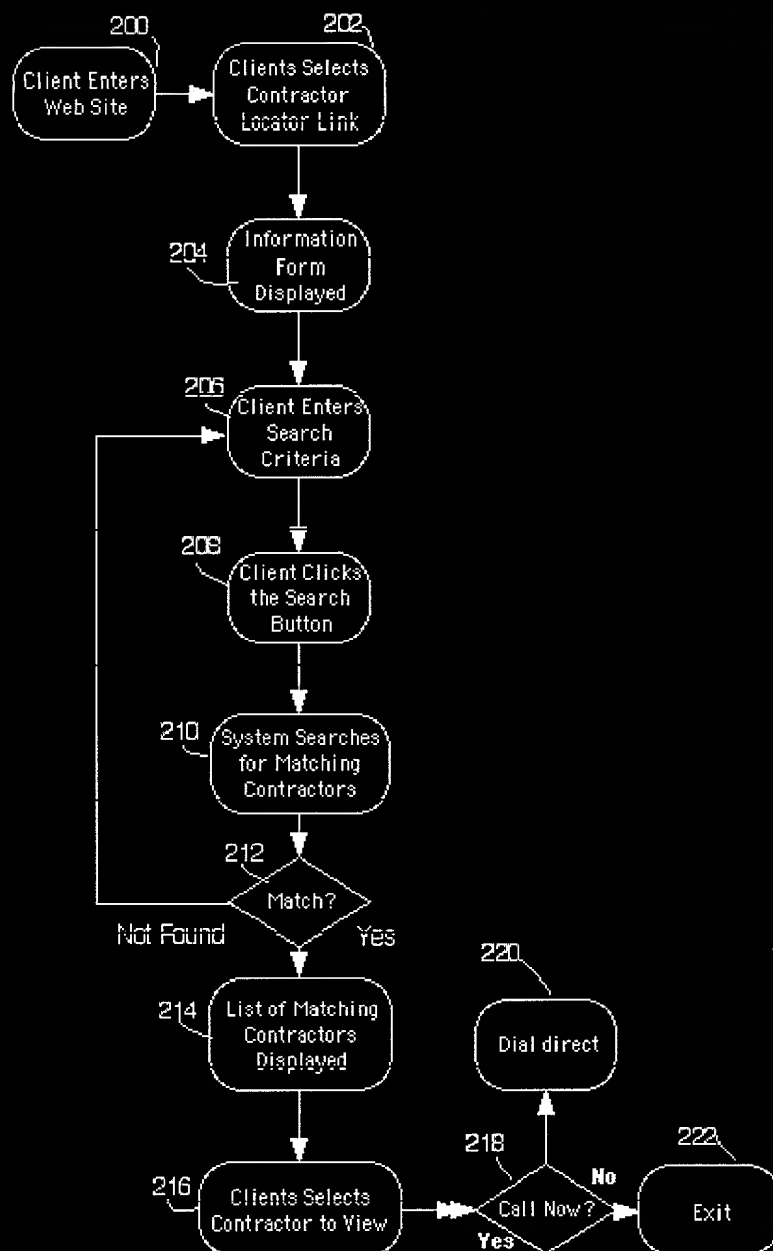 200
Client Enters
Web Site
202
Clients Selects
Contractor
Locator Link
204
Information
Form
Displayed
206
Client Enters
Search
Criteria
208
Client Clicks
the Search
Button
210
System Searches
for Matching
Contractors
212
Match?
Not Found
Yes
214
List of Matching
Contractors
Displayed
216
Clients Selects
Contractor to View
218
Call Now?
Yes
No
220
Dial direct
222
Exit